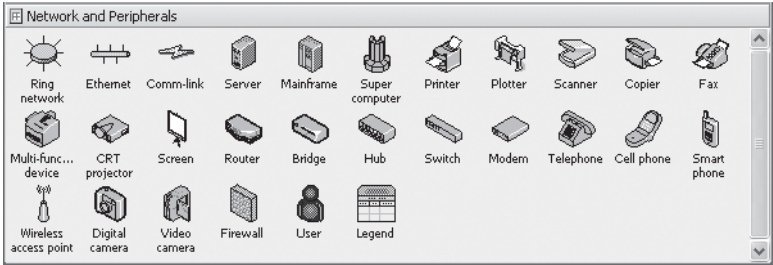 Network and Peripherals
Ring network
Ethernet
Comm-link
Server
Mainframe
Super computer
Printer
Plotter
Scanner
Copier
Fax
Multi-func... device
CRT projector
Screen
Router
Bridge
Hub
Switch
Modem
Telephone
Cell phone
Smart phone
Wireless access point
Digital camera
Video camera
Firewall
User
Legend